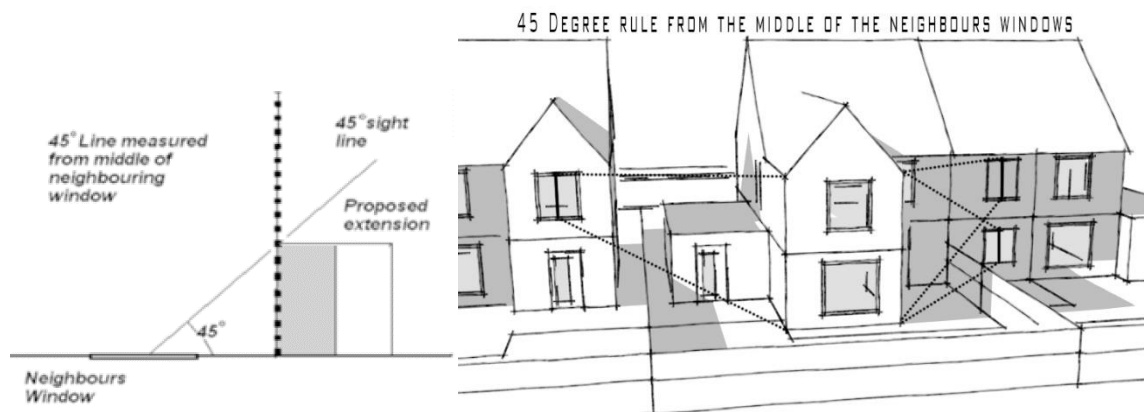 45 DEGREE RULE FROM THE MIDDLE OF THE NEIGHBOURS WINDOWS
45° Line measured
from middle of
neighbouring
window
45° sight
line
Proposed
extension
45°
Neighbours
Window